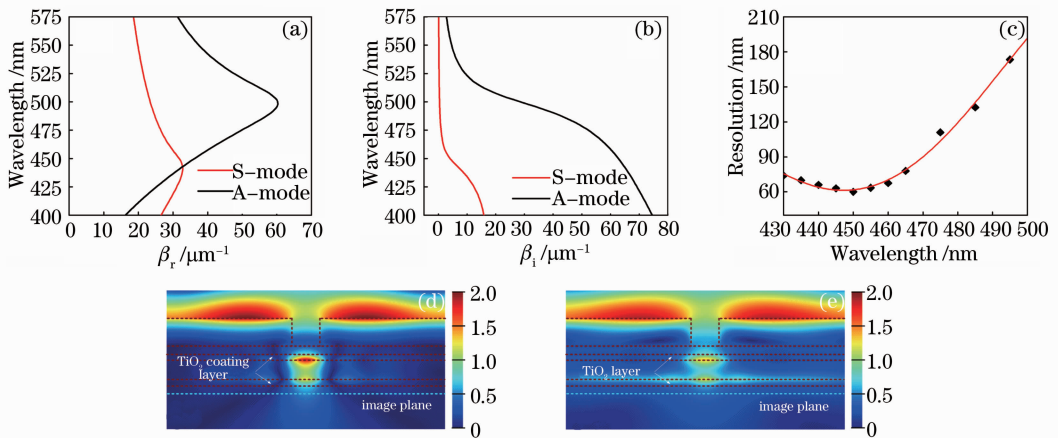 575
550
525
500
475
450
425
400
Wavelength /nm
(a)
S-mode
A-mode
0 10 20 30 40 50 60 70
βr /μm⁻¹
575
550
525
500
475
450
425
400
Wavelength /nm
(b)
S-mode
A-mode
0 10 20 30 40 50 60 70 80
βi /μm⁻¹
210
180
150
120
90
60
30
Resolution /nm
(c)
430 440 450 460 470 480 490 500
Wavelength /nm
(d)
TiO2 coating
layer
image plane
2.0
1.5
1.0
0.5
0
(e)
TiO2 layer
image plane
2.0
1.5
1.0
0.5
0